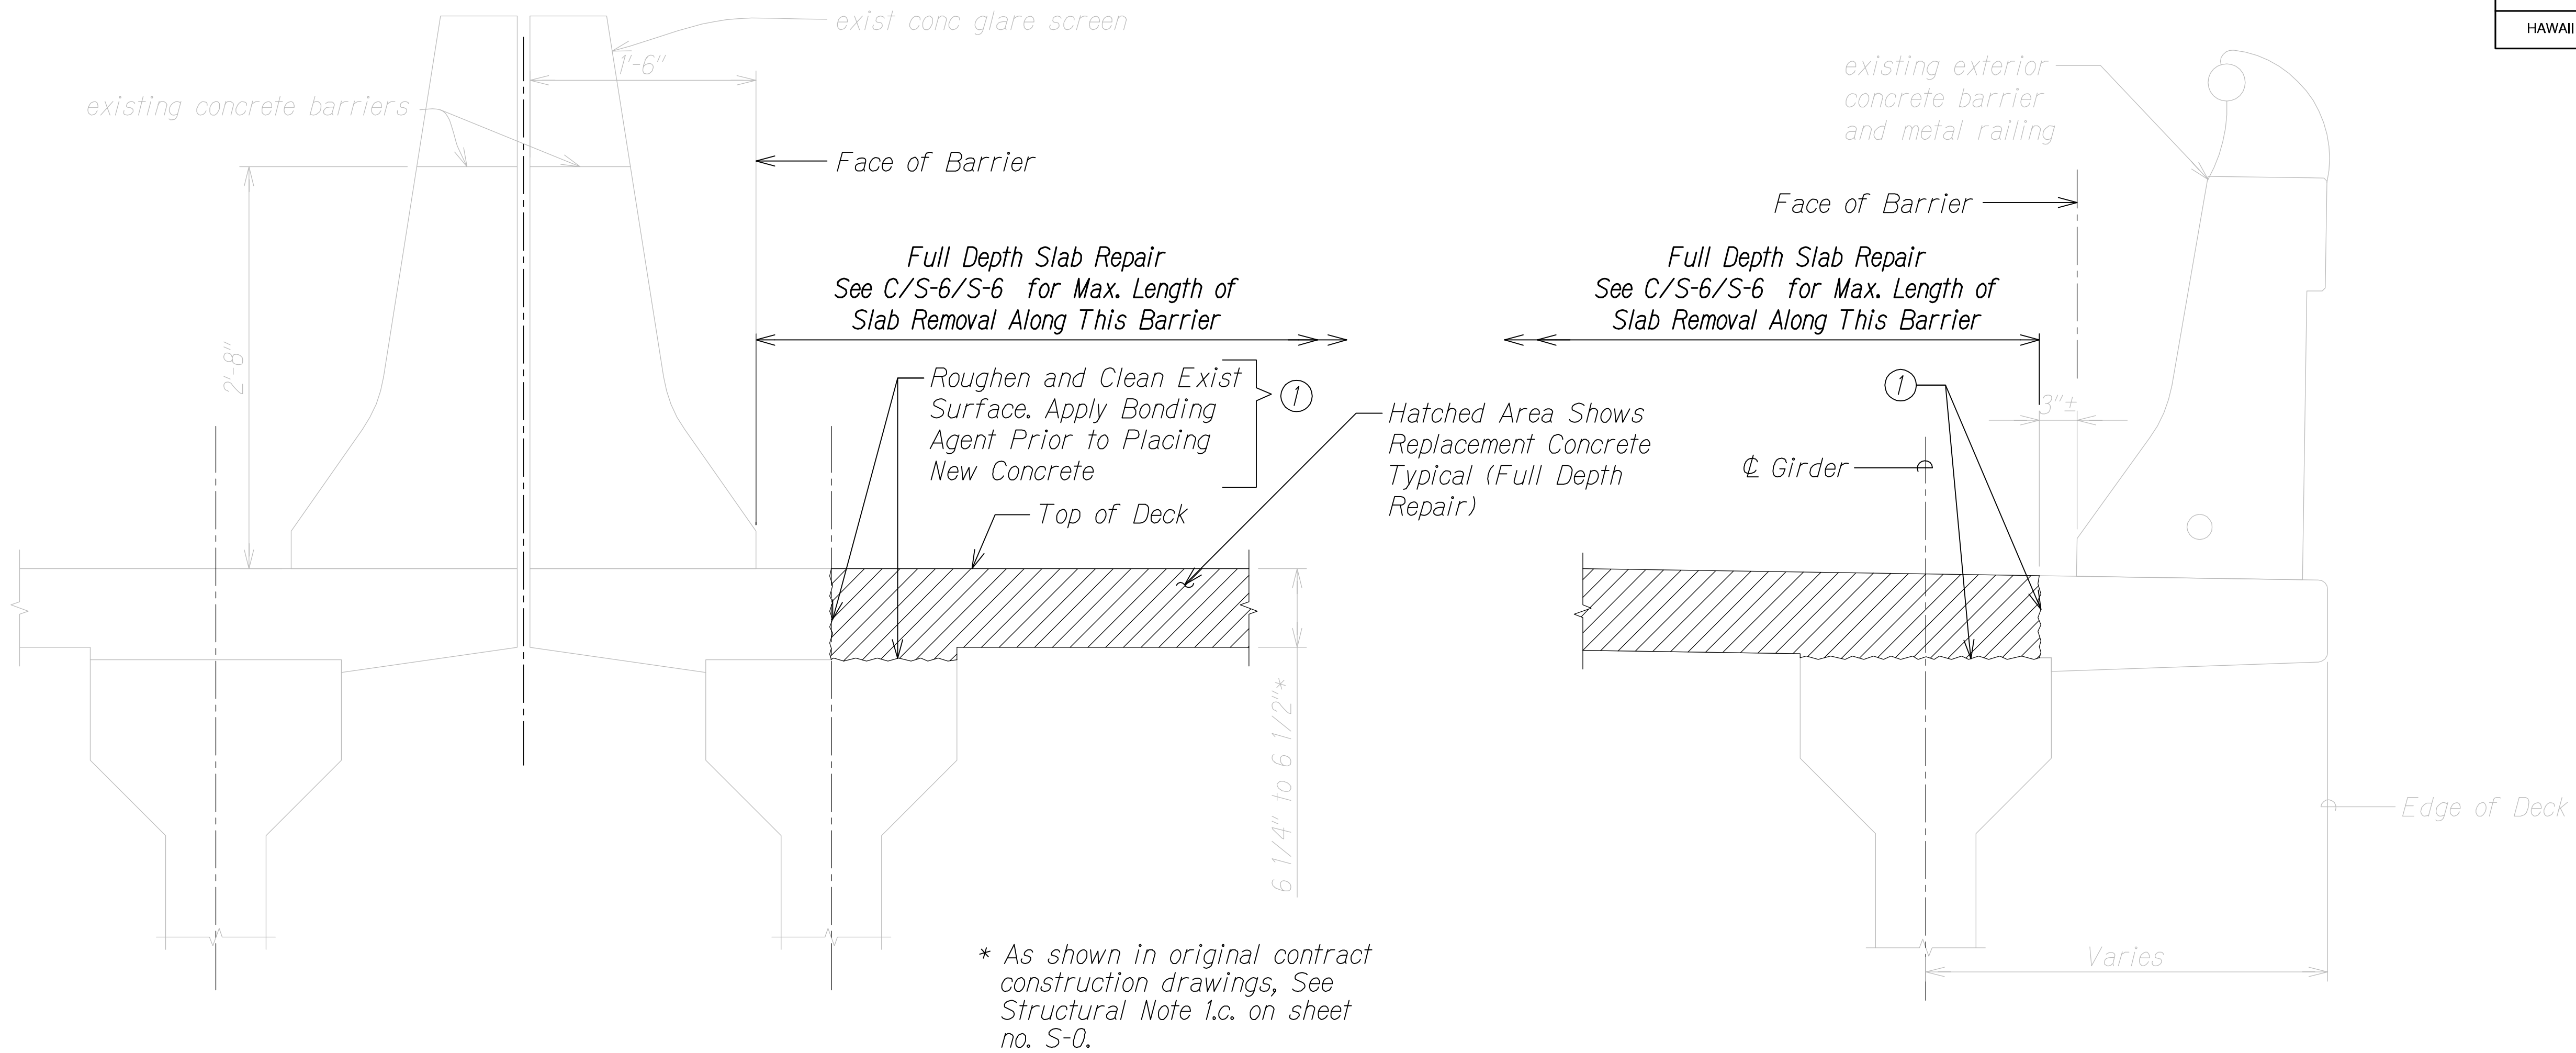 HAWAII
exist conc glare screen
1'-6"
existing concrete barriers
Face of Barrier
2'-8"
Full Depth Slab Repair
See C/S-6/S-6 for Max. Length of
Slab Removal Along This Barrier
Roughen and Clean Exist
Surface. Apply Bonding
Agent Prior to Placing
New Concrete
1
Top of Deck
Hatched Area Shows
Replacement Concrete
Typical (Full Depth
Repair)
6 1/4" to 6 1/2"*
* As shown in original contract
construction drawings, See
Structural Note 1.c. on sheet
no. S-0.
existing exterior
concrete barrier
and metal railing
Face of Barrier
Full Depth Slab Repair
See C/S-6/S-6 for Max. Length of
Slab Removal Along This Barrier
1
3"±
℄ Girder
Edge of Deck
Varies